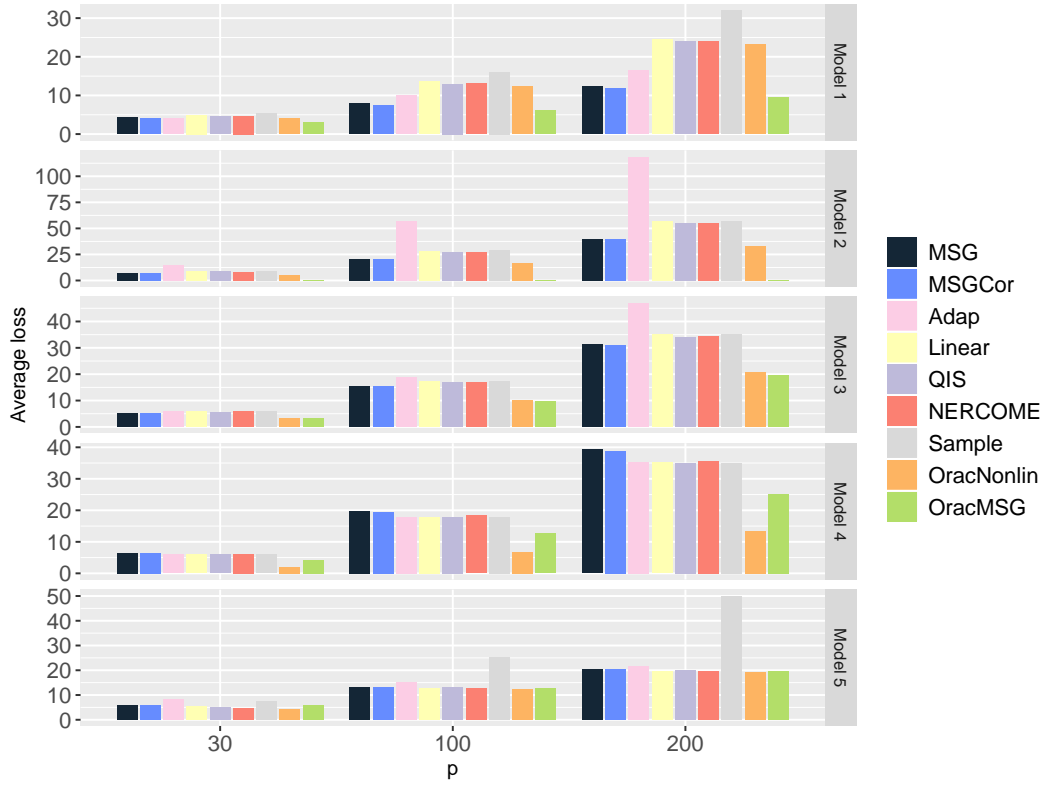 30
20
10
0
Model 1
100
75
50
25
0
Model 2
40
30
20
10
0
Model 3
40
30
20
10
0
Model 4
50
40
30
20
10
0
Model 5
Average loss
30
100
200
p
MSG
MSGCor
Adap
Linear
QIS
NERCOME
Sample
OracNonlin
OracMSG